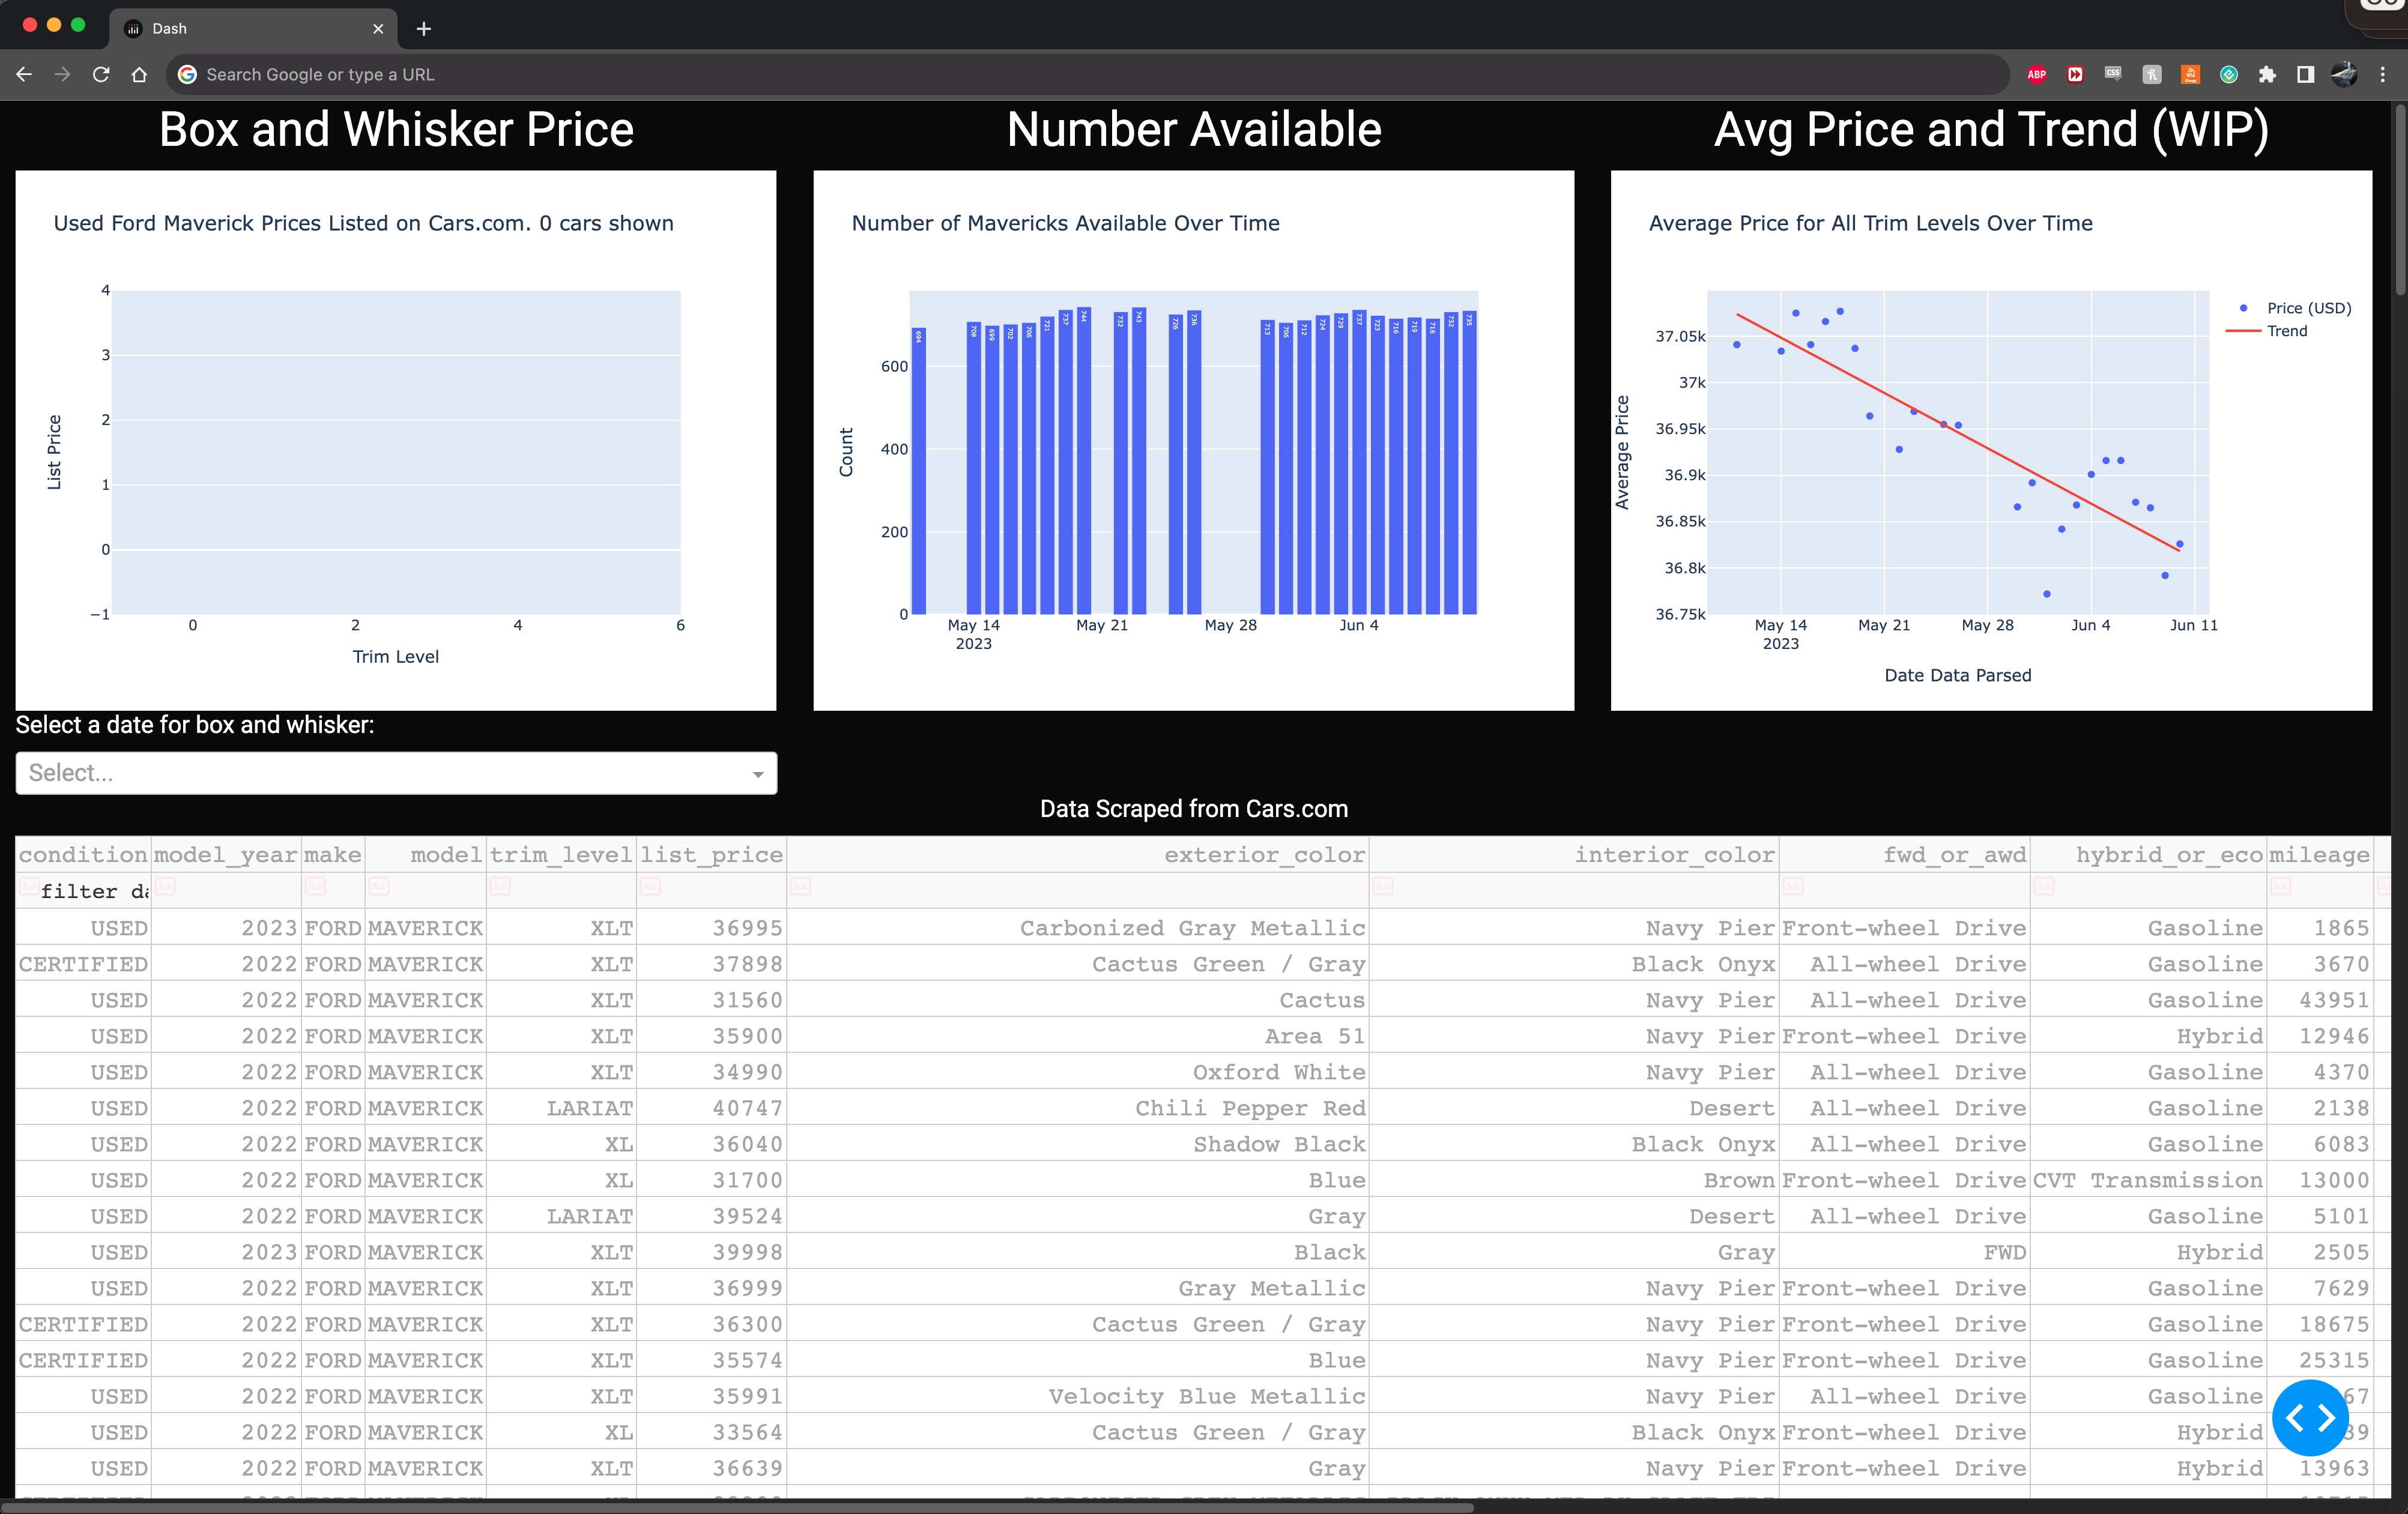 Dash
Search Google or type a URL
ABP
CSS
Box and Whisker Price
Number Available
Avg Price and Trend (WIP)
Used Ford Maverick Prices Listed on Cars.com. 0 cars shown
4
3
2
1
0
−1
List Price
0 2 4 6
Trim Level
Number of Mavericks Available Over Time
600
400
200
0
Count
694 708 699 702 706 721 737 744 732 743 726 736 713 706 712 724 729 737 723 716 719 716 732 735
May 14 May 21 May 28 Jun 4
2023
Average Price for All Trim Levels Over Time
37.05k
37k
36.95k
36.9k
36.85k
36.8k
36.75k
Average Price
Price (USD)
Trend
May 14 May 21 May 28 Jun 4 Jun 11
2023
Date Data Parsed
Select a date for box and whisker:
Select...
Data Scraped from Cars.com
condition model_year make model trim_level list_price exterior_color interior_color fwd_or_awd hybrid_or_eco mileage
Aa filter da Aa Aa Aa Aa Aa Aa Aa Aa Aa Aa
USED 2023 FORD MAVERICK XLT 36995 Carbonized Gray Metallic Navy Pier Front-wheel Drive Gasoline 1865
CERTIFIED 2022 FORD MAVERICK XLT 37898 Cactus Green / Gray Black Onyx All-wheel Drive Gasoline 3670
USED 2022 FORD MAVERICK XLT 31560 Cactus Navy Pier All-wheel Drive Gasoline 43951
USED 2022 FORD MAVERICK XLT 35900 Area 51 Navy Pier Front-wheel Drive Hybrid 12946
USED 2022 FORD MAVERICK XLT 34990 Oxford White Navy Pier All-wheel Drive Gasoline 4370
USED 2022 FORD MAVERICK LARIAT 40747 Chili Pepper Red Desert All-wheel Drive Gasoline 2138
USED 2022 FORD MAVERICK XL 36040 Shadow Black Black Onyx All-wheel Drive Gasoline 6083
USED 2022 FORD MAVERICK XL 31700 Blue Brown Front-wheel Drive CVT Transmission 13000
USED 2022 FORD MAVERICK LARIAT 39524 Gray Desert All-wheel Drive Gasoline 5101
USED 2023 FORD MAVERICK XLT 39998 Black Gray FWD Hybrid 2505
USED 2022 FORD MAVERICK XLT 36999 Gray Metallic Navy Pier Front-wheel Drive Gasoline 7629
CERTIFIED 2022 FORD MAVERICK XLT 36300 Cactus Green / Gray Navy Pier Front-wheel Drive Gasoline 18675
CERTIFIED 2022 FORD MAVERICK XLT 35574 Blue Navy Pier Front-wheel Drive Gasoline 25315
USED 2022 FORD MAVERICK XLT 35991 Velocity Blue Metallic Navy Pier All-wheel Drive Gasoline 67
USED 2022 FORD MAVERICK XL 33564 Cactus Green / Gray Black Onyx Front-wheel Drive Hybrid 39
USED 2022 FORD MAVERICK XLT 36639 Gray Navy Pier Front-wheel Drive Hybrid 13963